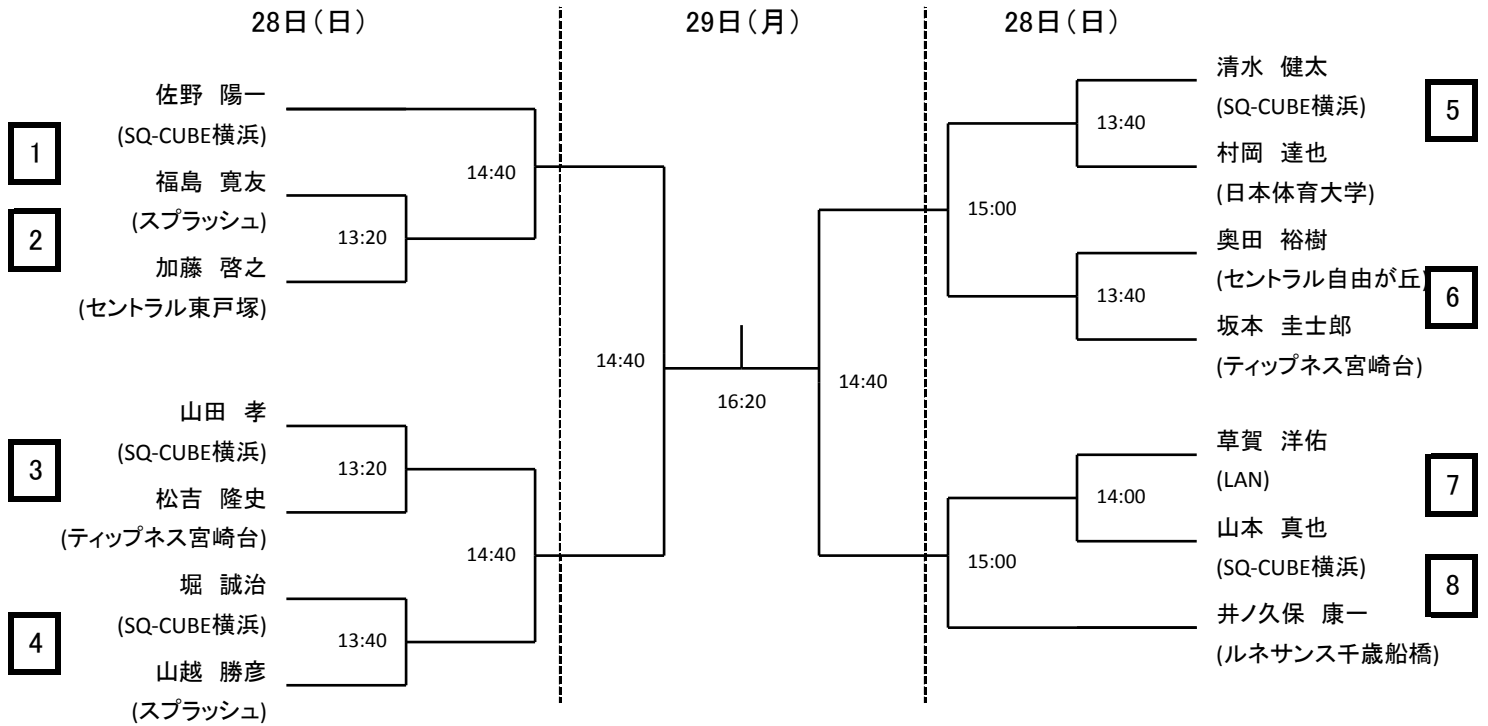 28日(日)
29日(月)
28日(日)
佐野 陽一
(SQ-CUBE横浜)
1
14:40
福島 寛友
(スプラッシュ)
2
13:20
加藤 啓之
(セントラル東戸塚)
山田 孝
(SQ-CUBE横浜)
3
13:20
松吉 隆史
(ティップネス宮崎台)
14:40
堀 誠治
(SQ-CUBE横浜)
4
13:40
山越 勝彦
(スプラッシュ)
14:40
16:20
14:40
清水 健太
(SQ-CUBE横浜)
5
13:40
村岡 達也
(日本体育大学)
15:00
奥田 裕樹
(セントラル自由が丘)
6
13:40
坂本 圭士郎
(ティップネス宮崎台)
草賀 洋佑
(LAN)
7
14:00
山本 真也
(SQ-CUBE横浜)
15:00
8
井ノ久保 康一
(ルネサンス千歳船橋)